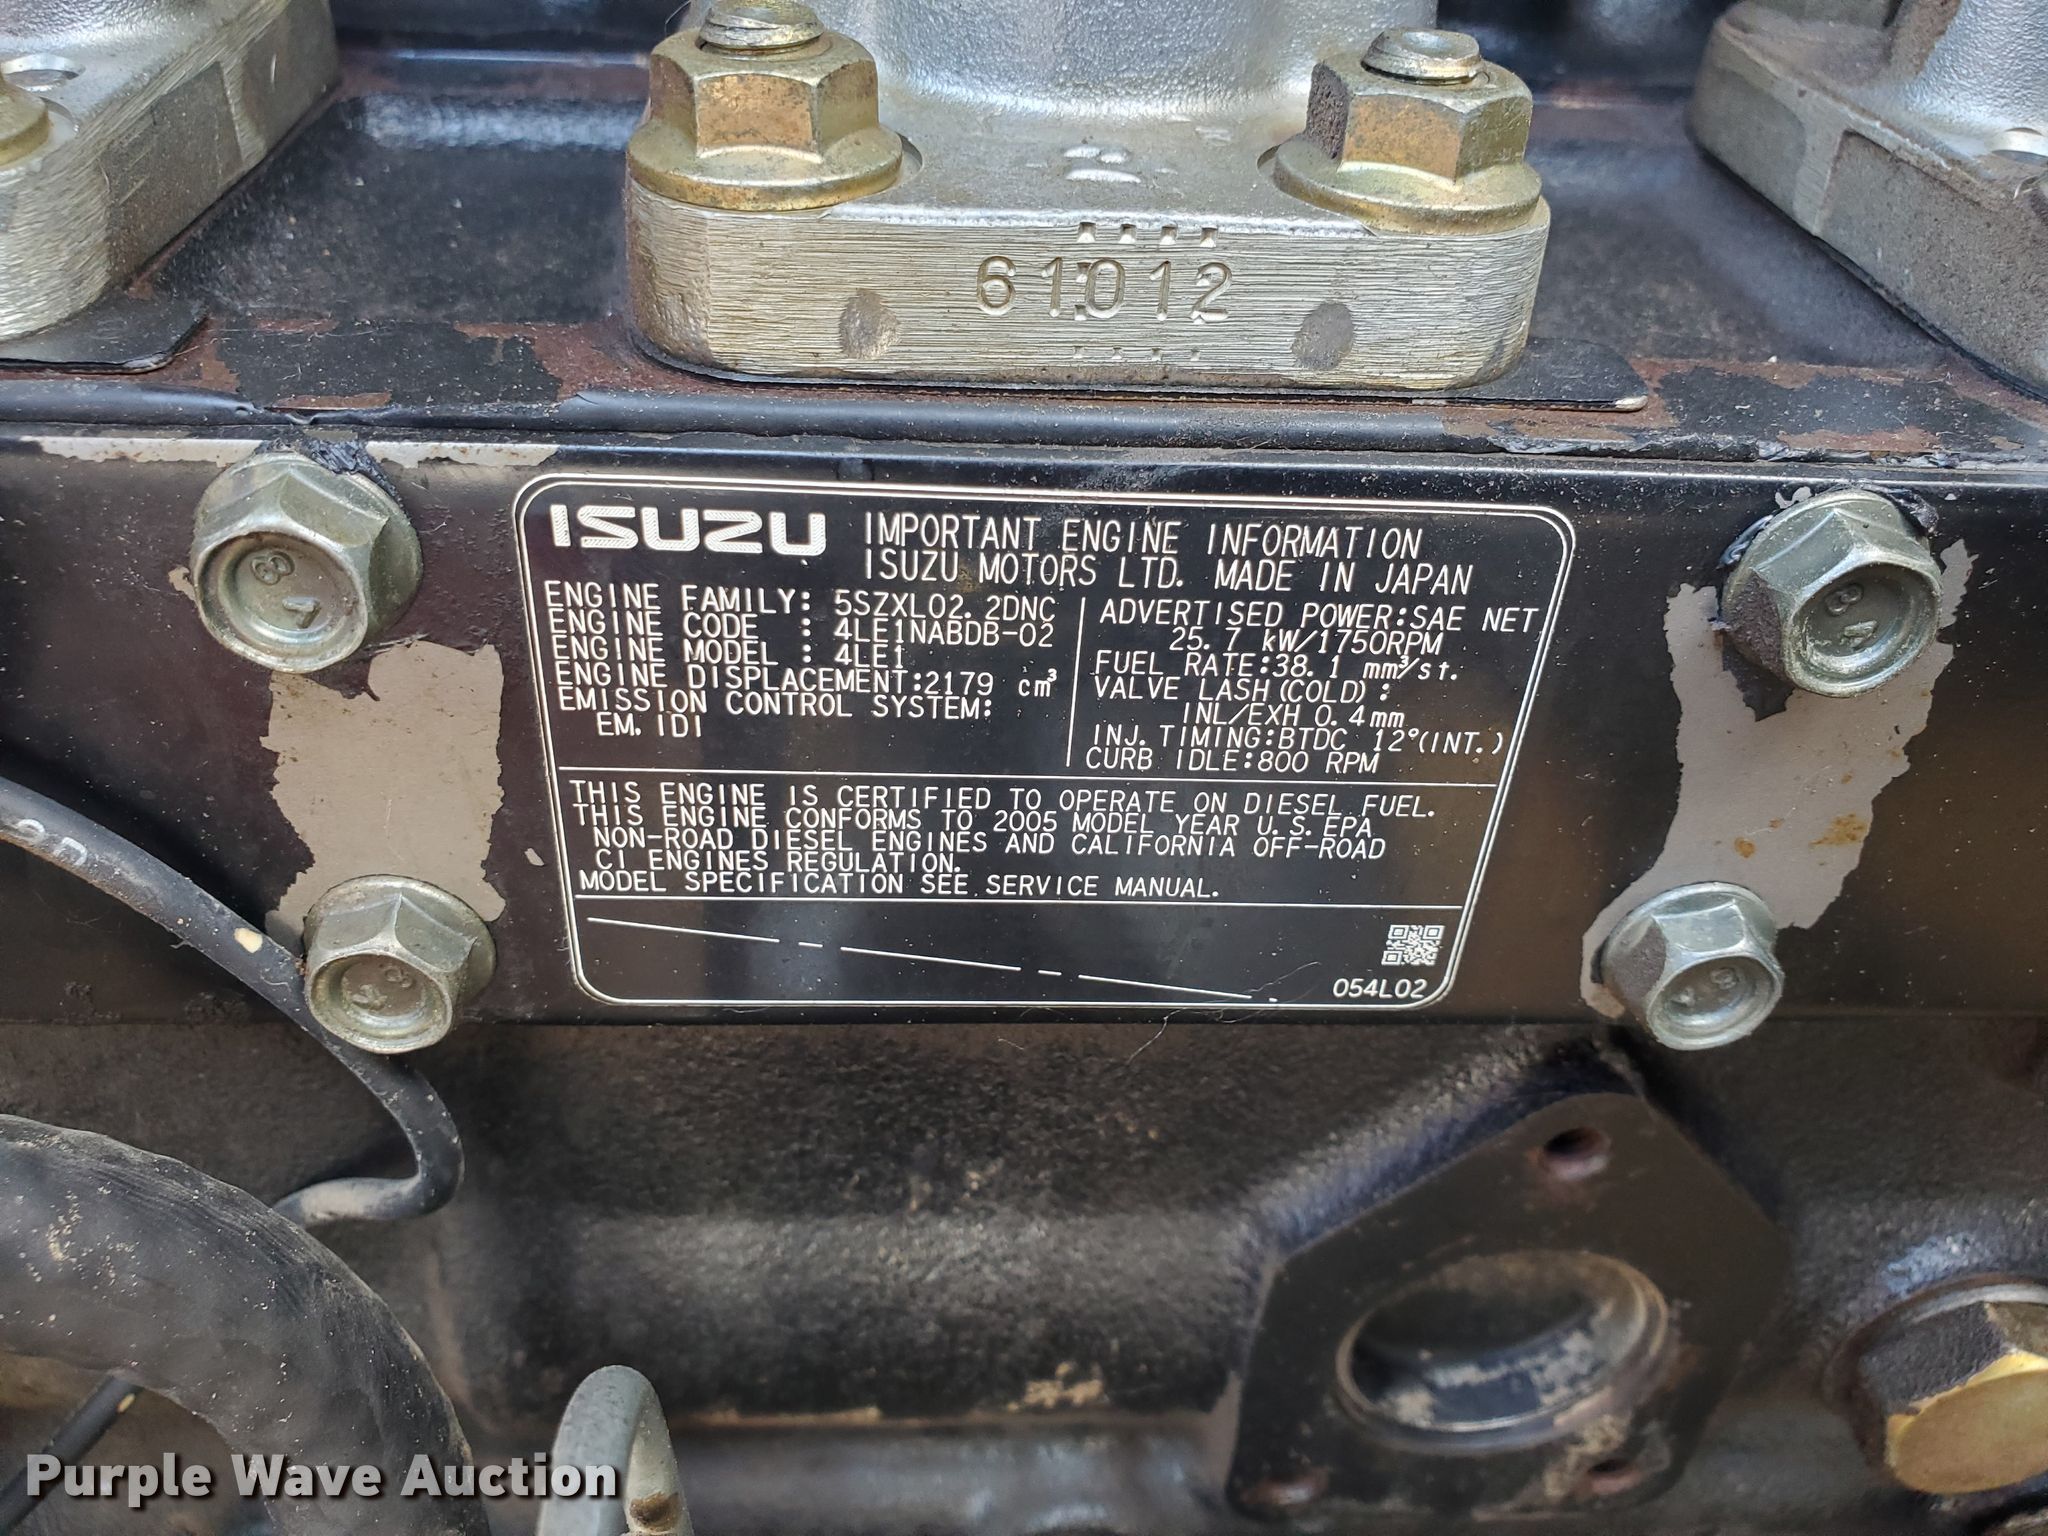 61012
ISUZU
IMPORTANT ENGINE INFORMATION
ISUZU MOTORS LTD. MADE IN JAPAN
ENGINE FAMILY: 5SZXL02.2DNC
ENGINE CODE : 4LE1NABDB-02
ENGINE MODEL : 4LE1
ENGINE DISPLACEMENT:2179 cm³
EMISSION CONTROL SYSTEM:
EM. IDI
ADVERTISED POWER:SAE NET
25.7 kW/1750RPM
FUEL RATE:38.1 mm³/st.
VALVE LASH(COLD):
INL/EXH 0.4mm
INJ. TIMING:BTDC 12°(INT.)
CURB IDLE:800 RPM
THIS ENGINE IS CERTIFIED TO OPERATE ON DIESEL FUEL.
THIS ENGINE CONFORMS TO 2005 MODEL YEAR U.S.EPA
NON-ROAD DIESEL ENGINES AND CALIFORNIA OFF-ROAD
CI ENGINES REGULATION.
MODEL SPECIFICATION SEE SERVICE MANUAL.
054L02
Purple Wave Auction